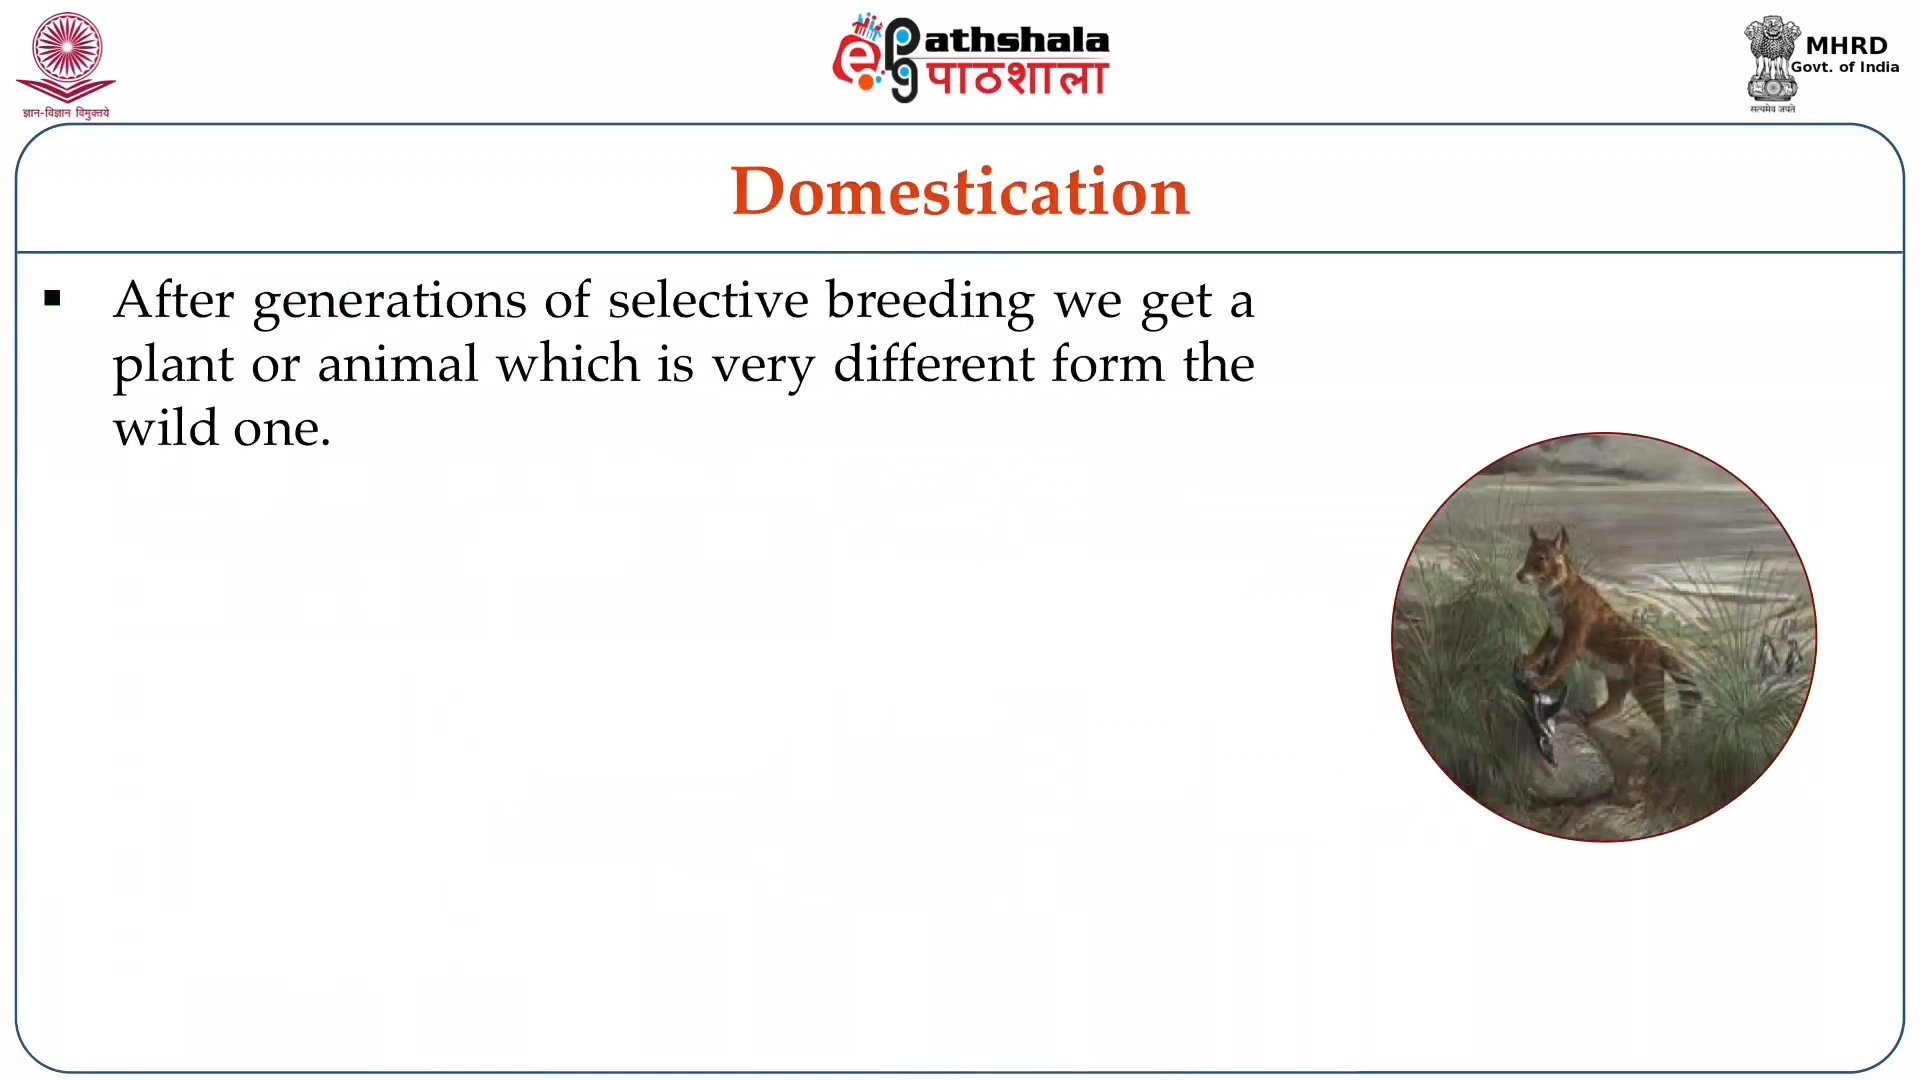 ज्ञान-विज्ञान विमुक्तये
e pg Pathshala
पाठशाला
MHRD
Govt. of India
सत्यमेव जयते
Domestication
▪ After generations of selective breeding we get a
plant or animal which is very different form the
wild one.